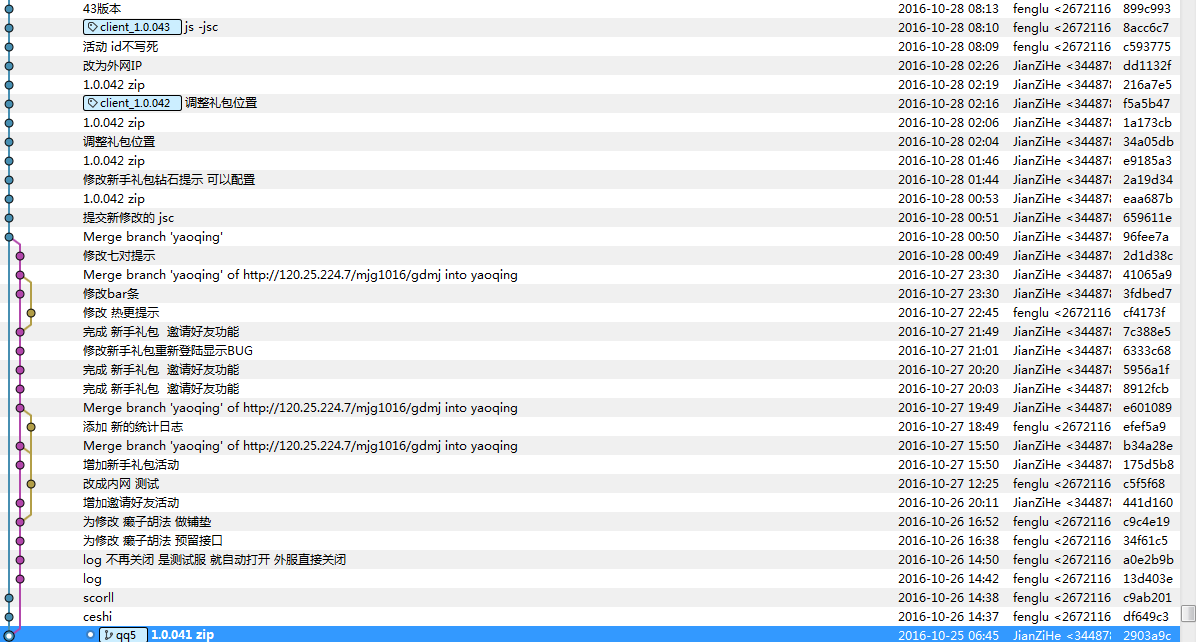 43版本 2016-10-28 08:13 fenglu <2672116 899c993
client_1.0.043 js -jsc 2016-10-28 08:10 fenglu <2672116 8acc6c7
活动 id不写死 2016-10-28 08:09 fenglu <2672116 c593775
改为外网IP 2016-10-28 02:26 JianZiHe <344878 dd1132f
1.0.042 zip 2016-10-28 02:19 JianZiHe <344878 216a7e5
client_1.0.042 调整礼包位置 2016-10-28 02:16 JianZiHe <344878 f5a5b47
1.0.042 zip 2016-10-28 02:06 JianZiHe <344878 1a173cb
调整礼包位置 2016-10-28 02:04 JianZiHe <344878 34a05db
1.0.042 zip 2016-10-28 01:46 JianZiHe <344878 e9185a3
修改新手礼包钻石提示 可以配置 2016-10-28 01:44 JianZiHe <344878 2a19d34
1.0.042 zip 2016-10-28 00:53 JianZiHe <344878 eaa687b
提交新修改的 jsc 2016-10-28 00:51 JianZiHe <344878 659611e
Merge branch 'yaoqing' 2016-10-28 00:50 JianZiHe <344878 96fee7a
修改七对提示 2016-10-28 00:49 JianZiHe <344878 2d1d38c
Merge branch 'yaoqing' of http://120.25.224.7/mjg1016/gdmj into yaoqing 2016-10-27 23:30 JianZiHe <344878 41065a9
修改bar条 2016-10-27 23:30 JianZiHe <344878 3fdbed7
修改 热更提示 2016-10-27 22:45 fenglu <2672116 cf4173f
完成 新手礼包  邀请好友功能 2016-10-27 21:49 JianZiHe <344878 7c388e5
修改新手礼包重新登陆显示BUG 2016-10-27 21:01 JianZiHe <344878 6333c68
完成 新手礼包  邀请好友功能 2016-10-27 20:20 JianZiHe <344878 5956a1f
完成 新手礼包  邀请好友功能 2016-10-27 20:03 JianZiHe <344878 8912fcb
Merge branch 'yaoqing' of http://120.25.224.7/mjg1016/gdmj into yaoqing 2016-10-27 19:49 JianZiHe <344878 e601089
添加 新的统计日志 2016-10-27 18:49 fenglu <2672116 efef5a9
Merge branch 'yaoqing' of http://120.25.224.7/mjg1016/gdmj into yaoqing 2016-10-27 15:50 JianZiHe <344878 b34a28e
增加新手礼包活动 2016-10-27 15:50 JianZiHe <344878 175d5b8
改成内网 测试 2016-10-27 12:25 fenglu <2672116 c5f5f68
增加邀请好友活动 2016-10-26 20:11 JianZiHe <344878 441d160
为修改 癞子胡法 做铺垫 2016-10-26 16:52 fenglu <2672116 c9c4e19
为修改 癞子胡法 预留接口 2016-10-26 16:38 fenglu <2672116 34f61c5
log 不再关闭 是测试服 就自动打开 外服直接关闭 2016-10-26 14:50 fenglu <2672116 a0e2b9b
log 2016-10-26 14:42 fenglu <2672116 13d403e
scorll 2016-10-26 14:38 fenglu <2672116 c9ab201
ceshi 2016-10-26 14:37 fenglu <2672116 df649c3
qq5 1.0.041 zip 2016-10-25 06:45 JianZiHe <344878 2903a9c